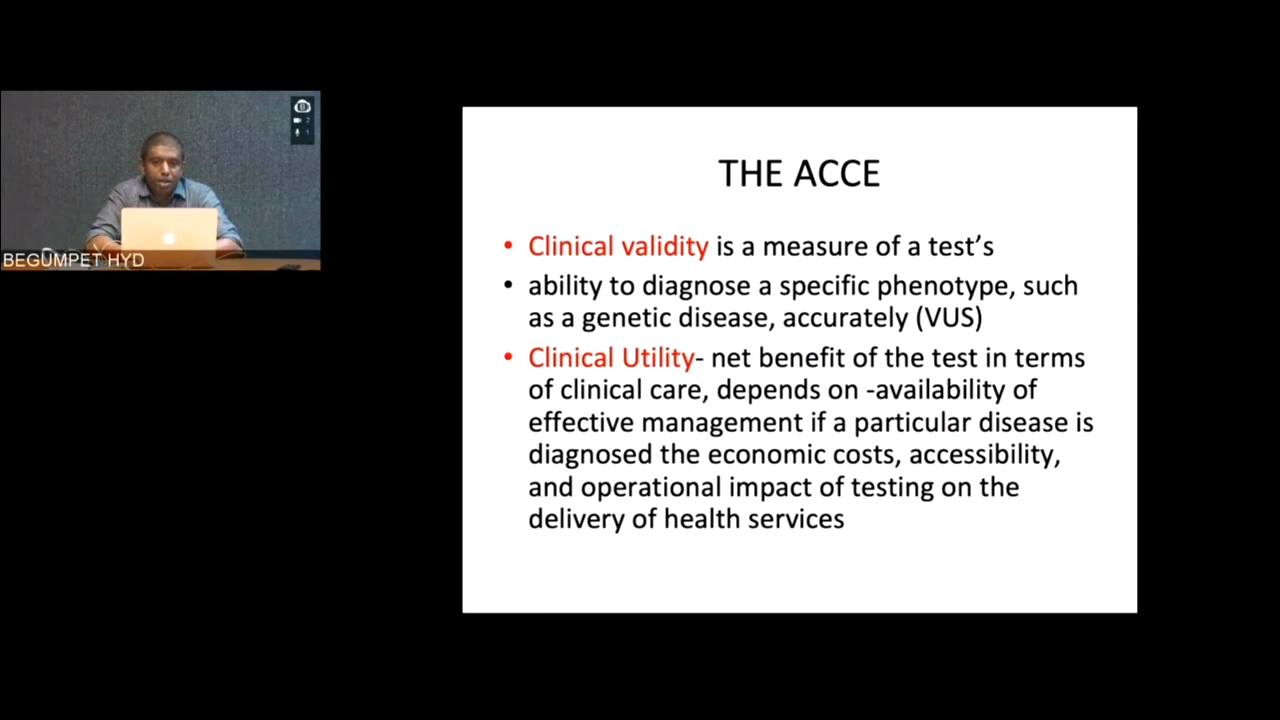 BEGUMPET HYD
THE ACCE
• Clinical validity is a measure of a test's
• ability to diagnose a specific phenotype, such
as a genetic disease, accurately (VUS)
• Clinical Utility- net benefit of the test in terms
of clinical care, depends on -availability of
effective management if a particular disease is
diagnosed the economic costs, accessibility,
and operational impact of testing on the
delivery of health services